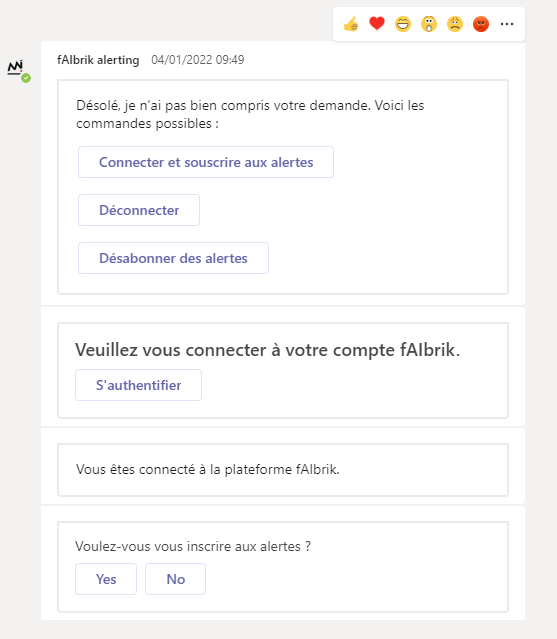 fAIbrik alerting 04/01/2022 09:49
Désolé, je n'ai pas bien compris votre demande. Voici les
commandes possibles :
Connecter et souscrire aux alertes
Déconnecter
Désabonner des alertes
Veuillez vous connecter à votre compte fAIbrik.
S'authentifier
Vous êtes connecté à la plateforme fAIbrik.
Voulez-vous vous inscrire aux alertes ?
Yes No